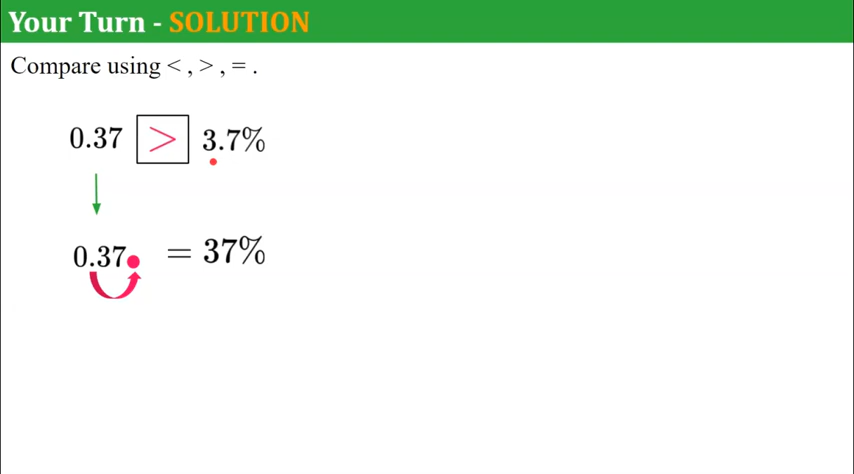 Your Turn - SOLUTION
Compare using < , > , = .
0.37 > 3.7%
0.37. = 37%